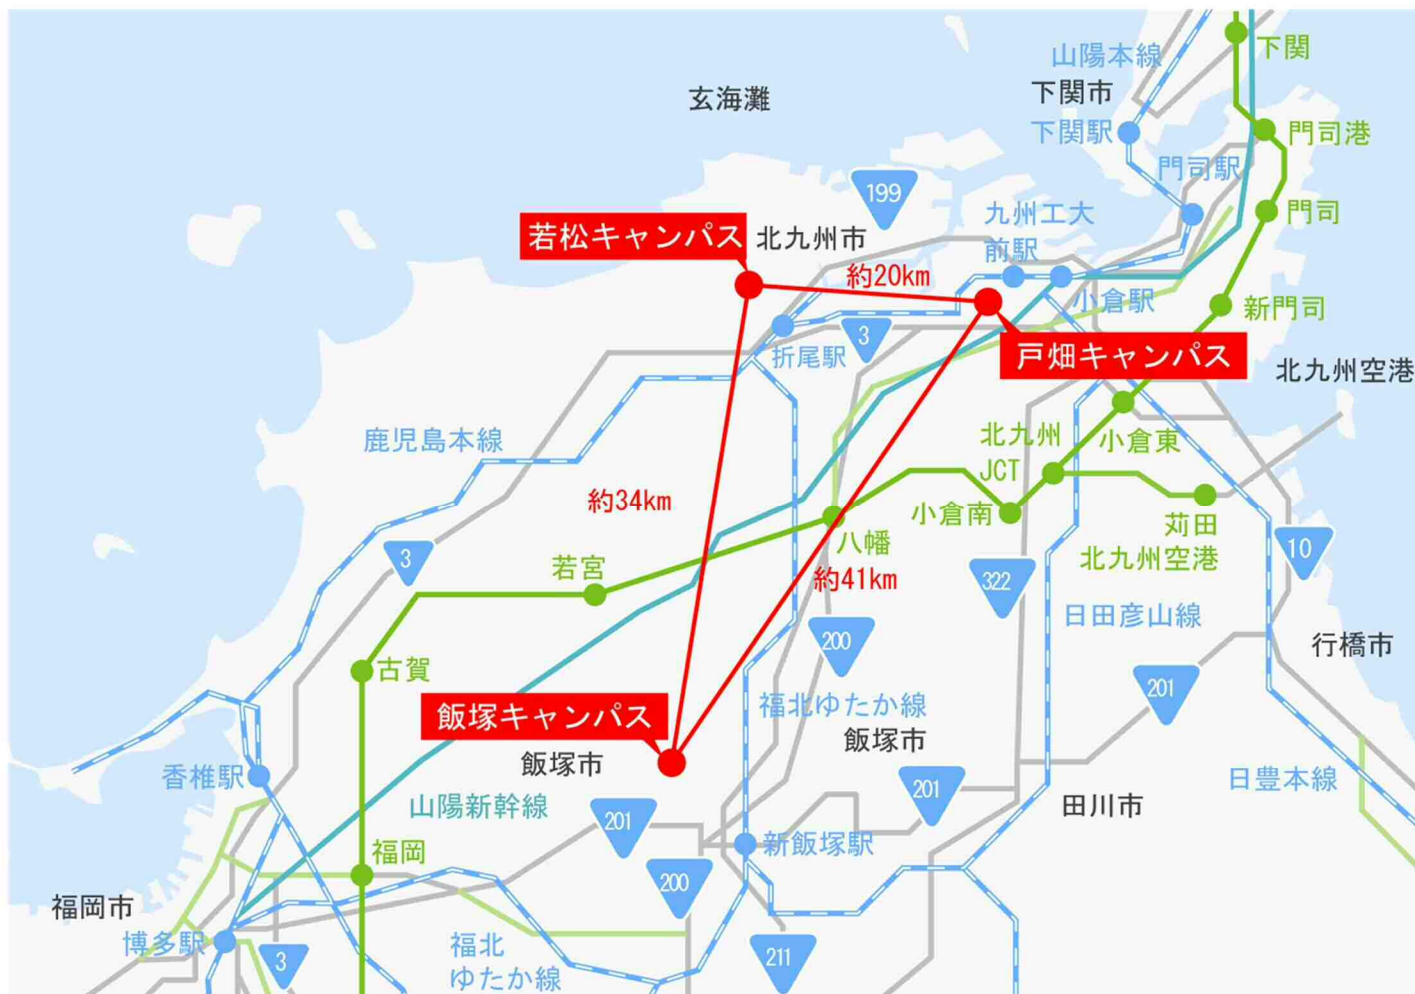 下関
山陽本線
下関市
玄海灘
下関駅
門司港
門司駅
199
九州工大
前駅
門司
若松キャンパス
北九州市
約20km
小倉駅
新門司
3
折尾駅
戸畑キャンパス
北九州空港
鹿児島本線
北九州
JCT
小倉東
約34km
小倉南
苅田
北九州空港
八幡
10
3
若宮
約41km
322
日田彦山線
200
行橋市
古賀
201
飯塚キャンパス
福北ゆたか線
飯塚市
飯塚市
香椎駅
山陽新幹線
201
日豊本線
田川市
201
福岡
新飯塚駅
200
福岡市
博多駅
福北
ゆたか線
3
211